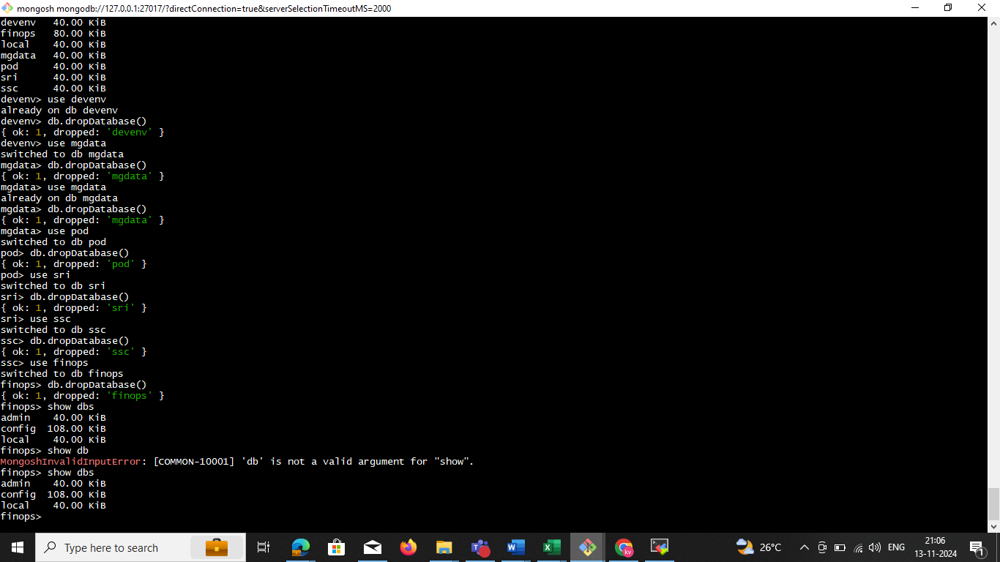 mongosh mongodb://127.0.0.1:27017/?directConnection=true&serverSelectionTimeoutMS=2000
devenv   40.00 KiB
finops   80.00 KiB
local    40.00 KiB
mgdata   40.00 KiB
pod      40.00 KiB
sri      40.00 KiB
ssc      40.00 KiB
devenv> use devenv
already on db devenv
devenv> db.dropDatabase()
{ ok: 1, dropped: 'devenv' }
devenv> use mgdata
switched to db mgdata
mgdata> db.dropDatabase()
{ ok: 1, dropped: 'mgdata' }
mgdata> use mgdata
already on db mgdata
mgdata> db.dropDatabase()
{ ok: 1, dropped: 'mgdata' }
mgdata> use pod
switched to db pod
pod> db.dropDatabase()
{ ok: 1, dropped: 'pod' }
pod> use sri
switched to db sri
sri> db.dropDatabase()
{ ok: 1, dropped: 'sri' }
sri> use ssc
switched to db ssc
ssc> db.dropDatabase()
{ ok: 1, dropped: 'ssc' }
ssc> use finops
switched to db finops
finops> db.dropDatabase()
{ ok: 1, dropped: 'finops' }
finops> show dbs
admin    40.00 KiB
config  108.00 KiB
local    40.00 KiB
finops> show db
MongoshInvalidInputError: [COMMON-10001] 'db' is not a valid argument for "show".
finops> show dbs
admin    40.00 KiB
config  108.00 KiB
local    40.00 KiB
finops>
Type here to search
26°C
ENG
21:06
13-11-2024
1
kv